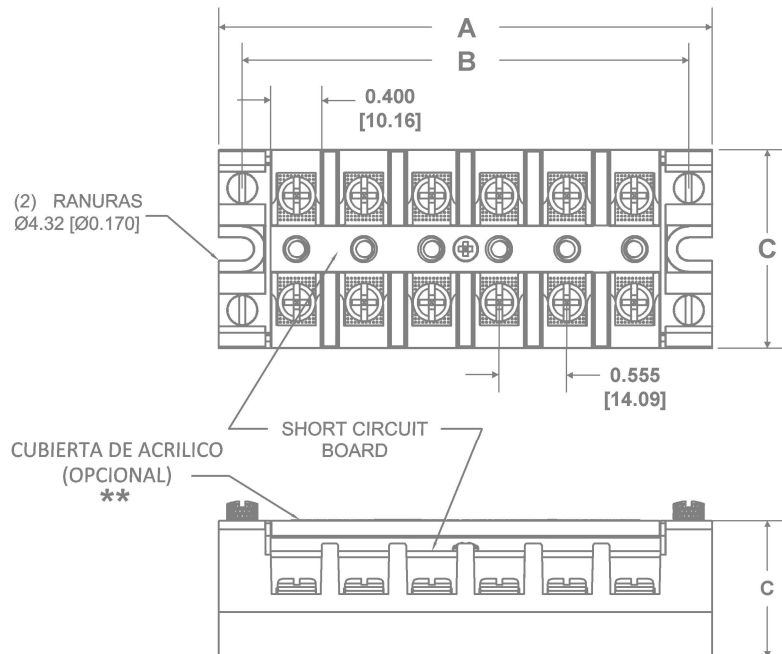 A
B
0.400
[10.16]
(2) RANURAS
Ø4.32 [Ø0.170]
C
0.555
[14.09]
SHORT CIRCUIT
BOARD
CUBIERTA DE ACRILICO
(OPCIONAL)
**
C